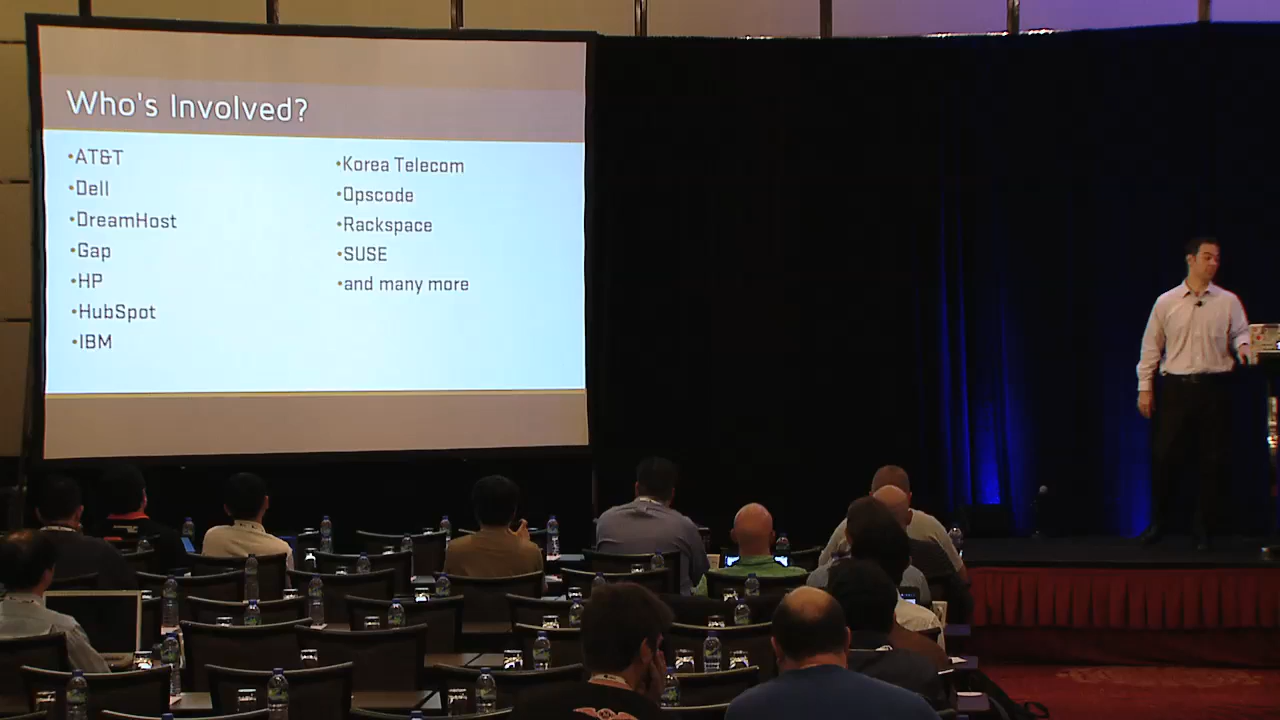 Who's Involved?
•AT&T
•Dell
•DreamHost
•Gap
•HP
•HubSpot
•IBM
•Korea Telecom
•Opscode
•Rackspace
•SUSE
•and many more